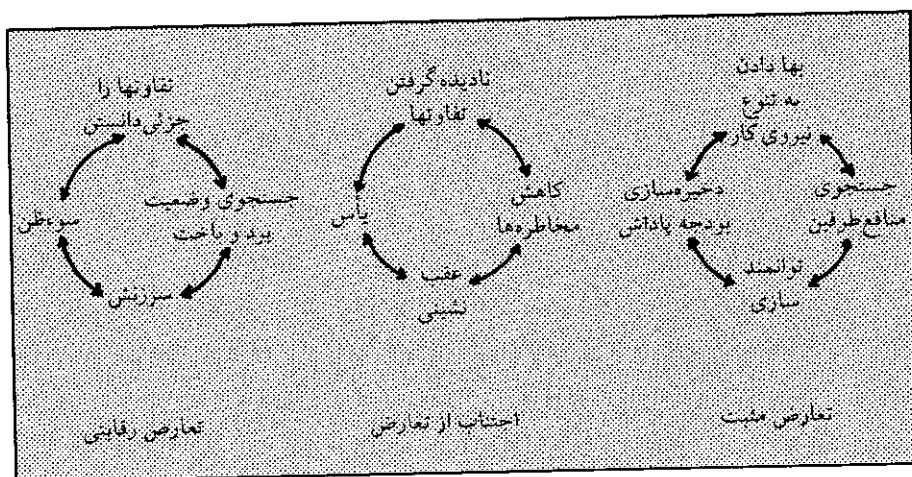 بها دادن
به تنوع
نیروی کار
جستجوی
منافع طرفین
توانمند
سازی
ذخیره‌سازی
بودجه پاداش
تعارض مثبت
نادیده گرفتن
تفاوتها
کاهش
مخاطره‌ها
عقب
نشینی
یأس
اجتناب از تعارض
تفاوتها را
جزئی دانستن
جستجوی وضعیت
برد و باخت
سرزنش
سوءظن
تعارض رقابتی